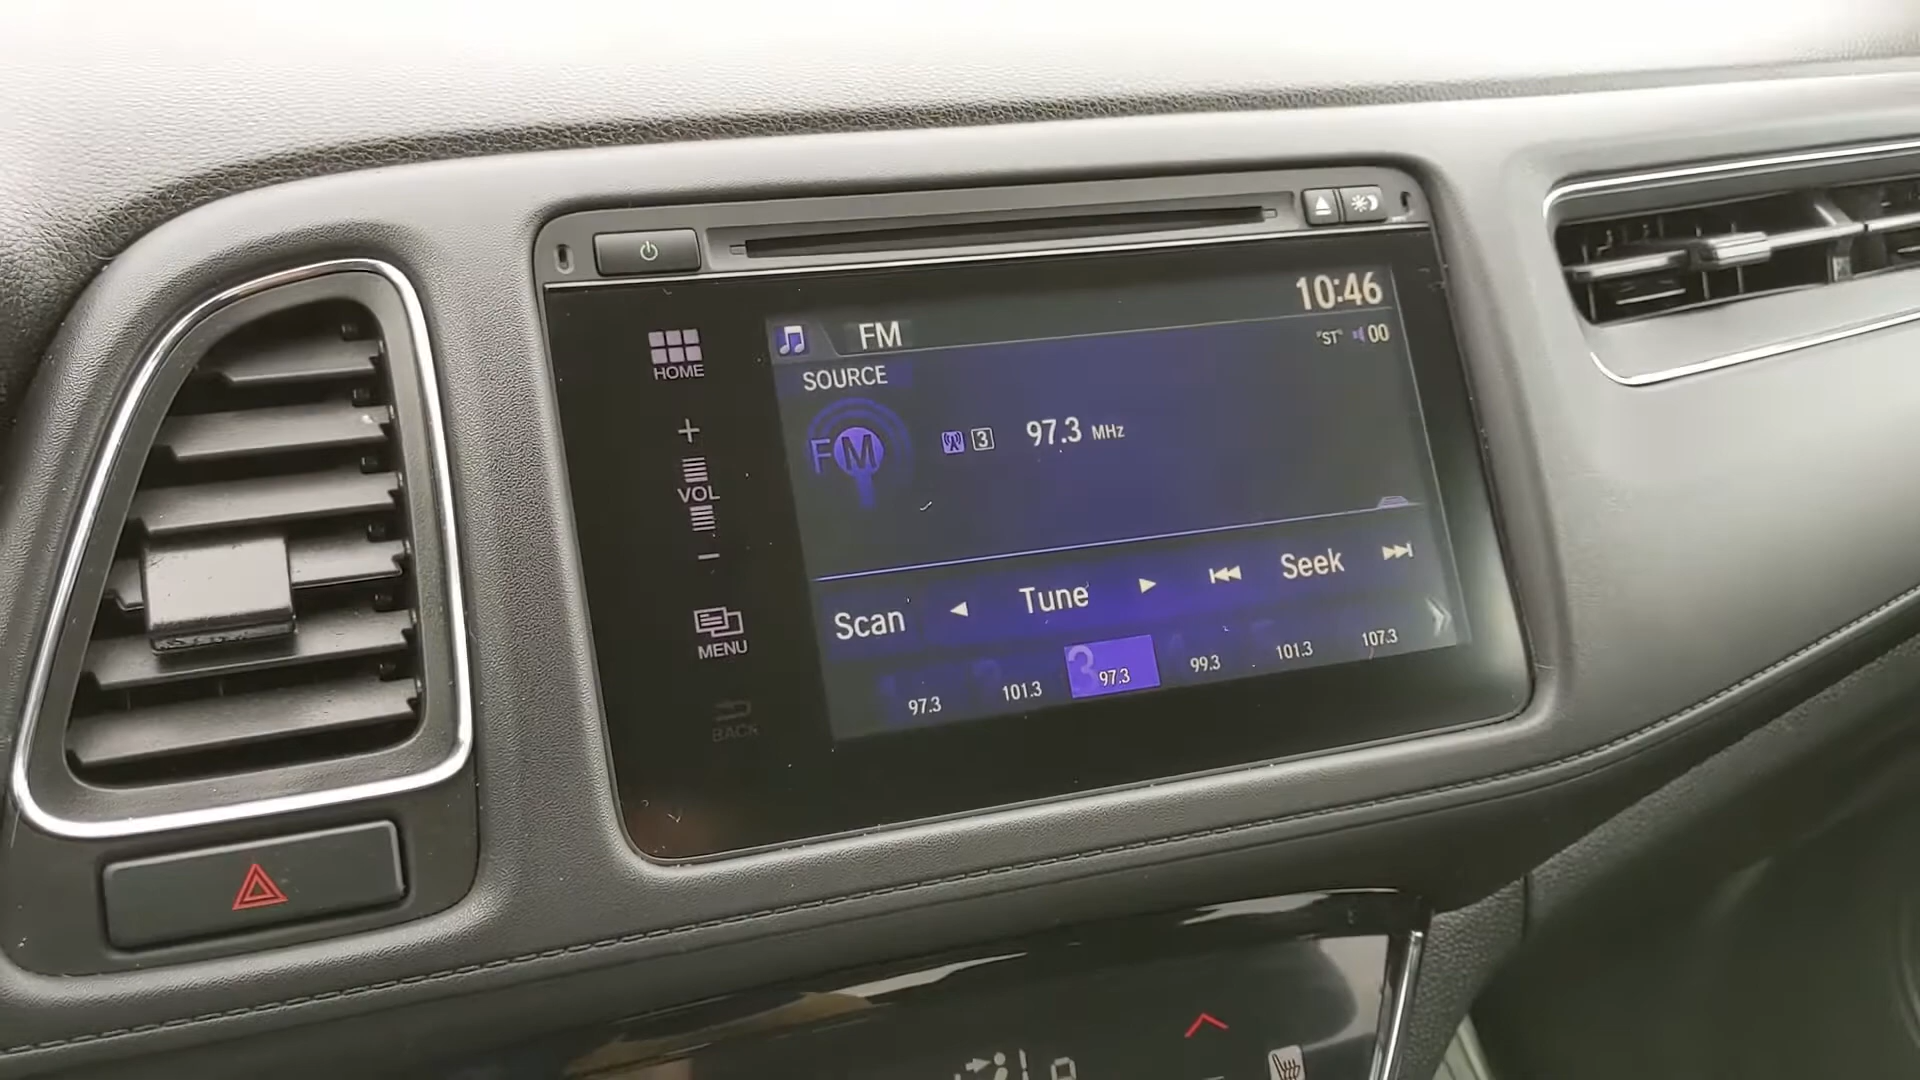 10:46
HOME
FM
"ST" 00
SOURCE
FM
3 97.3 MHz
+
VOL
-
Scan Tune Seek
MENU
3
97.3 101.3 97.3 99.3 101.3 107.3
BACK